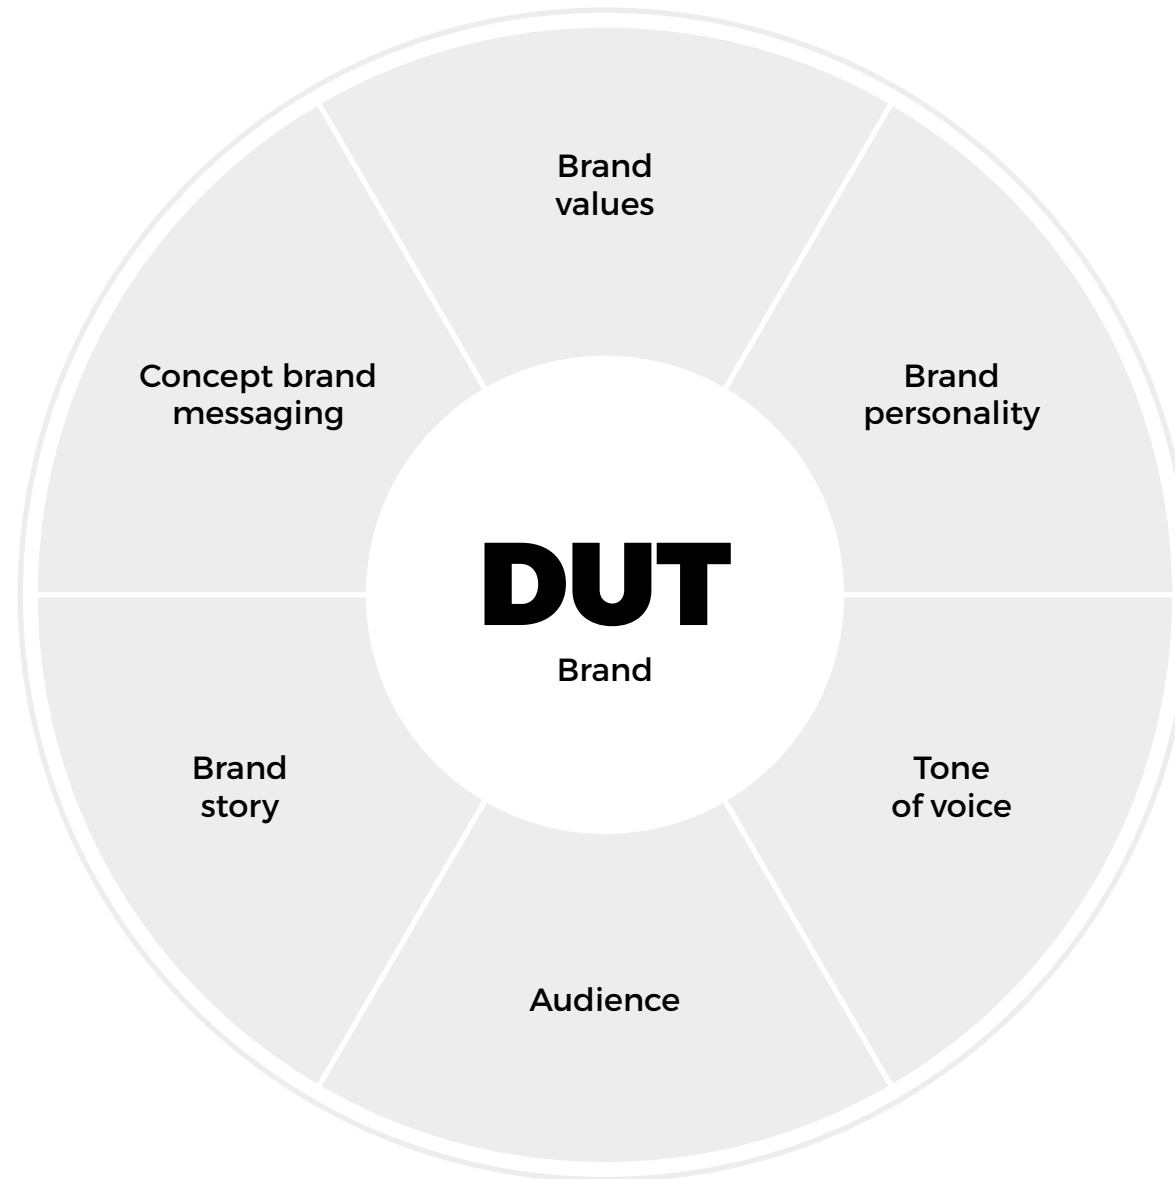 Brand
values
Concept brand
messaging
Brand
personality
DUT
Brand
Brand
story
Tone
of voice
Audience